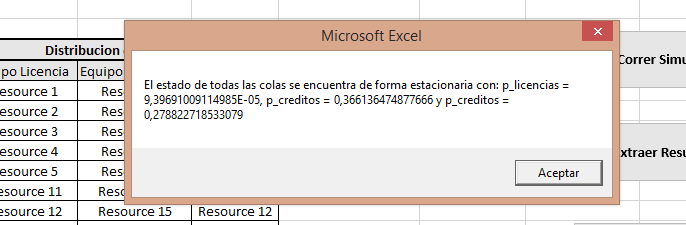 Microsoft Excel
El estado de todas las colas se encuentra de forma estacionaria con: p_licencias =
9,39691009114985E-05, p_creditos = 0,366136474877666 y p_creditos =
0,278822718533079
Aceptar
Distribucion
po Licencia Equipo
esource 1 Res
esource 2 Res
esource 3 Res
esource 4 Res
esource 5 Res
esource 11 Res
esource 12 Resource 15 Resource 12
Correr Simu
xtraer Resu